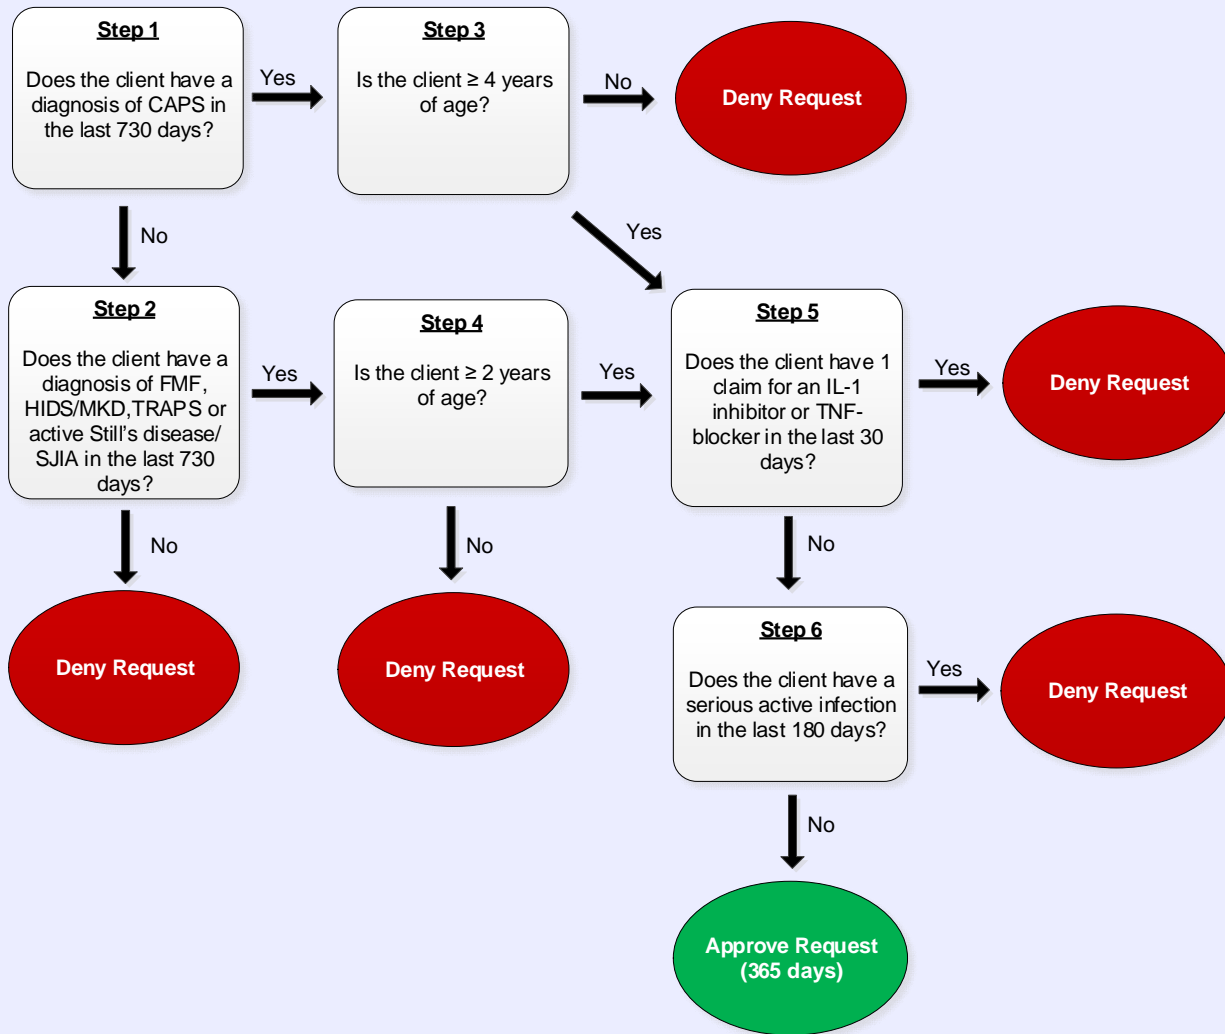 Step 1
Does the client have a
diagnosis of CAPS in
the last 730 days?
Yes
Step 3
Is the client ≥ 4 years
of age?
No
Deny Request
No
Yes
Step 2
Does the client have a
diagnosis of FMF,
HIDS/MKD,TRAPS or
active Still’s disease/
SJIA in the last 730
days?
Yes
Step 4
Is the client ≥ 2 years
of age?
Yes
Step 5
Does the client have 1
claim for an IL-1
inhibitor or TNF-
blocker in the last 30
days?
Yes
Deny Request
No
Deny Request
No
Deny Request
No
Step 6
Does the client have a
serious active infection
in the last 180 days?
Yes
Deny Request
No
Approve Request
(365 days)